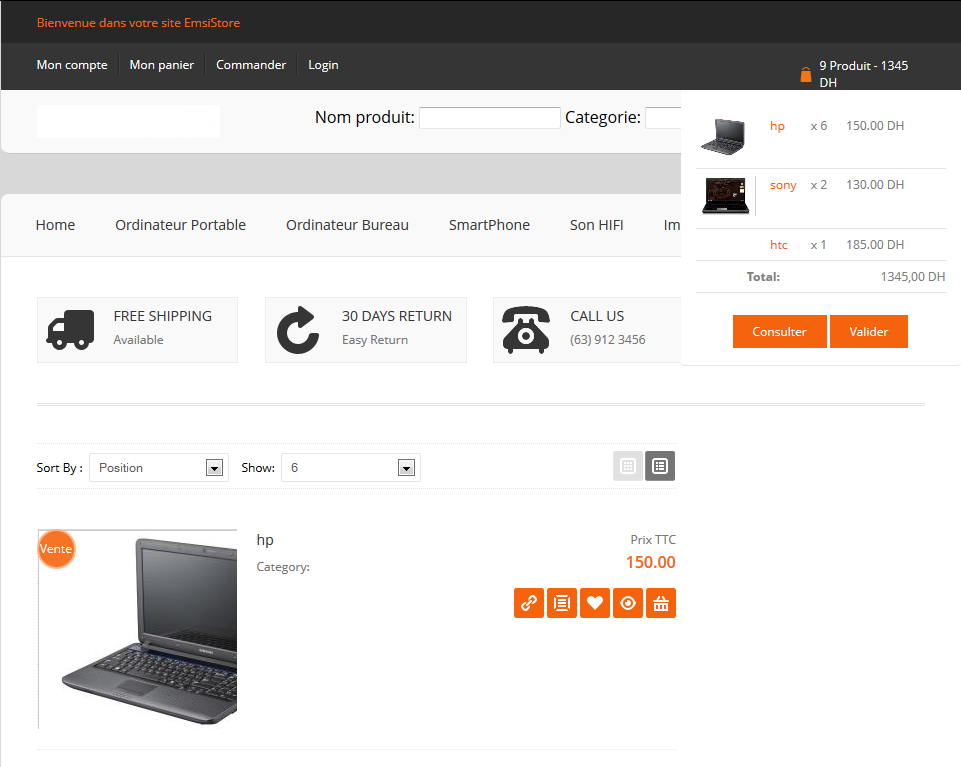 Bienvenue dans votre site EmsiStore
Mon compte Mon panier Commander Login
9 Produit - 1345
DH
Nom produit: Categorie:
hp x 6 150.00 DH
sony x 2 130.00 DH
htc x 1 185.00 DH
Total: 1345,00 DH
Consulter Valider
Home Ordinateur Portable Ordinateur Bureau SmartPhone Son HIFI Im
FREE SHIPPING
Available
30 DAYS RETURN
Easy Return
CALL US
(63) 912 3456
Sort By : Position Show: 6
Vente
hp
Category:
Prix TTC
150.00